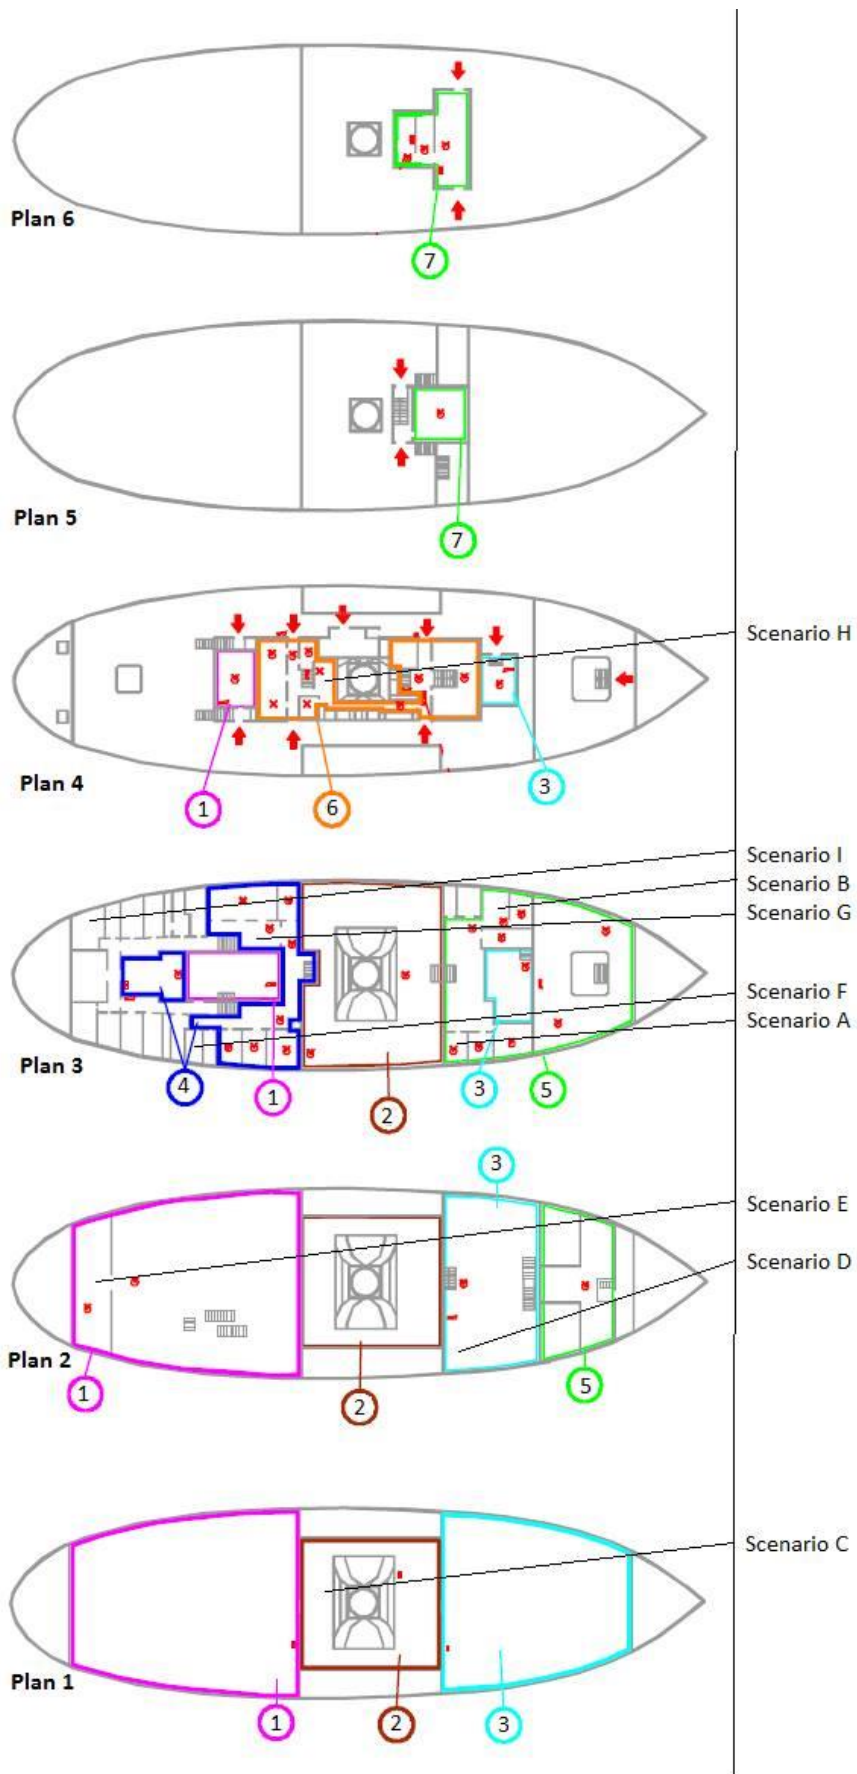 Plan 6
7
Plan 5
7
Scenario H
Plan 4
1
6
3
Scenario I
Scenario B
Scenario G
Scenario F
Scenario A
Plan 3
4
1
2
3
5
3
Scenario E
Scenario D
Plan 2
1
2
5
Scenario C
Plan 1
1
2
3